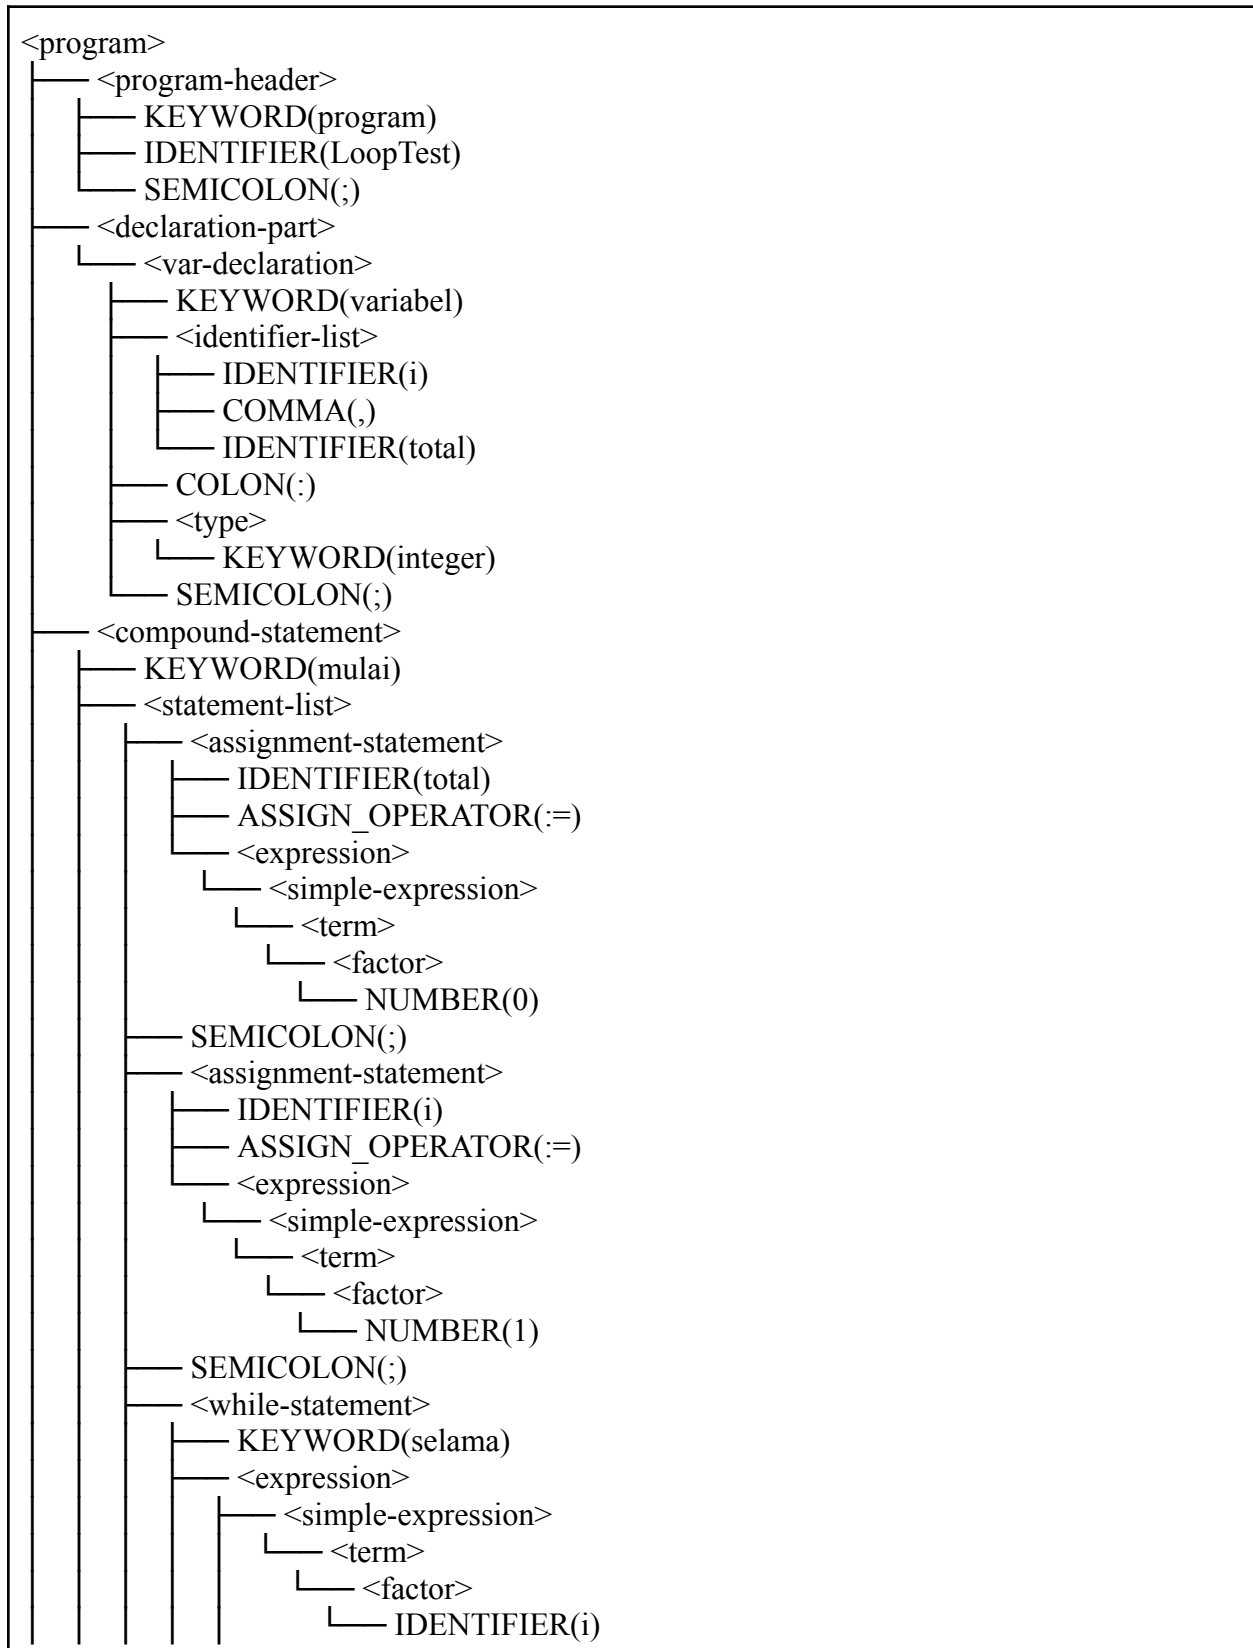 <program>
├── <program-header>
│   ├── KEYWORD(program)
│   ├── IDENTIFIER(LoopTest)
│   └── SEMICOLON(;)
├── <declaration-part>
│   └── <var-declaration>
│       ├── KEYWORD(variabel)
│       ├── <identifier-list>
│       │   ├── IDENTIFIER(i)
│       │   ├── COMMA(,)
│       │   └── IDENTIFIER(total)
│       ├── COLON(:)
│       ├── <type>
│       │   └── KEYWORD(integer)
│       └── SEMICOLON(;)
├── <compound-statement>
│   ├── KEYWORD(mulai)
│   ├── <statement-list>
│   │   ├── <assignment-statement>
│   │   │   ├── IDENTIFIER(total)
│   │   │   ├── ASSIGN_OPERATOR(:=)
│   │   │   └── <expression>
│   │   │       └── <simple-expression>
│   │   │           └── <term>
│   │   │               └── <factor>
│   │   │                   └── NUMBER(0)
│   │   ├── SEMICOLON(;)
│   │   ├── <assignment-statement>
│   │   │   ├── IDENTIFIER(i)
│   │   │   ├── ASSIGN_OPERATOR(:=)
│   │   │   └── <expression>
│   │   │       └── <simple-expression>
│   │   │           └── <term>
│   │   │               └── <factor>
│   │   │                   └── NUMBER(1)
│   │   ├── SEMICOLON(;)
│   │   ├── <while-statement>
│   │   │   ├── KEYWORD(selama)
│   │   │   ├── <expression>
│   │   │   │   ├── <simple-expression>
│   │   │   │   │   └── <term>
│   │   │   │   │       └── <factor>
│   │   │   │   │           └── IDENTIFIER(i)